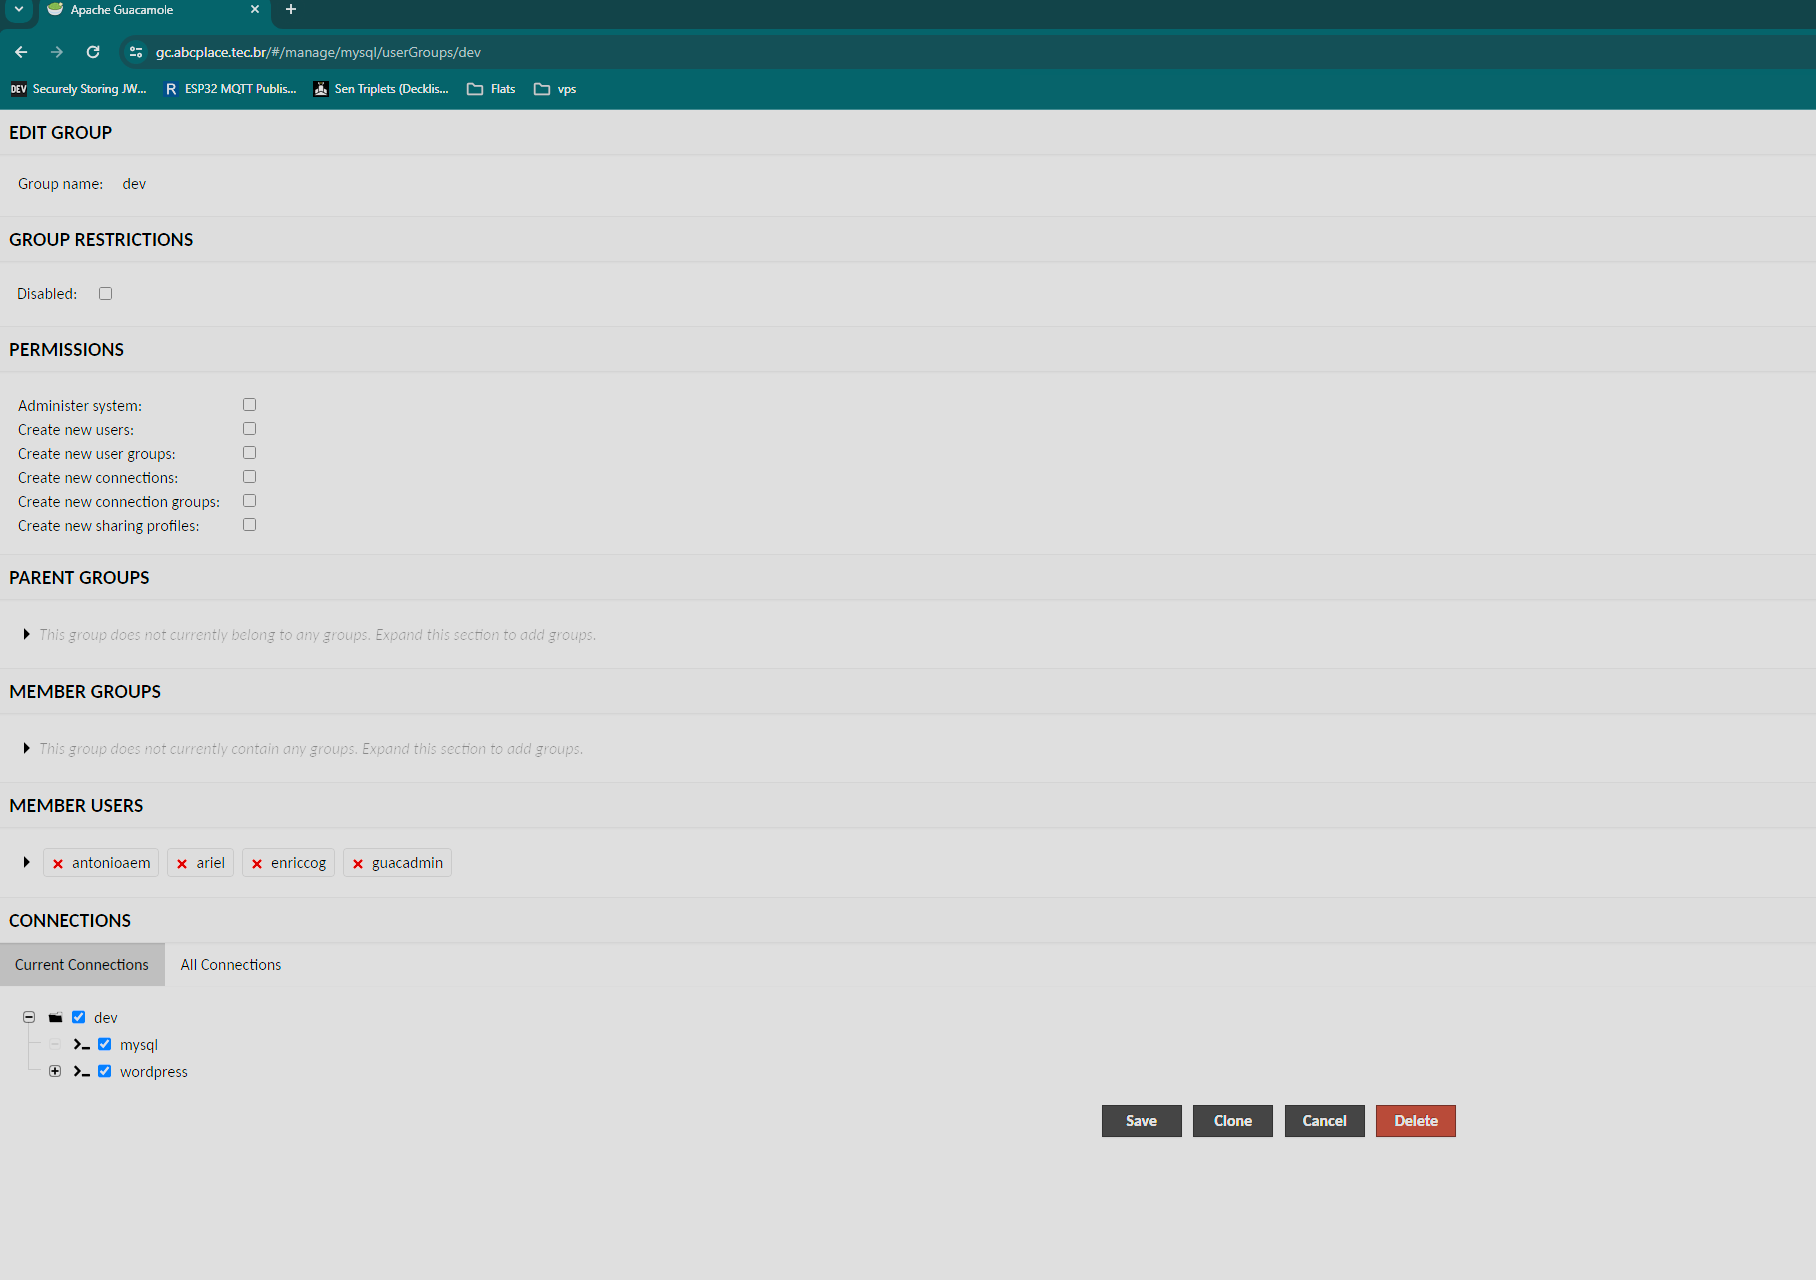 Apache Guacamole
gc.abcplace.tec.br/#/manage/mysql/userGroups/dev
DEV Securely Storing JW... R ESP32 MQTT Publis... Sen Triplets (Decklis... Flats vps
EDIT GROUP
Group name: dev
GROUP RESTRICTIONS
Disabled:
PERMISSIONS
Administer system:
Create new users:
Create new user groups:
Create new connections:
Create new connection groups:
Create new sharing profiles:
PARENT GROUPS
This group does not currently belong to any groups. Expand this section to add groups.
MEMBER GROUPS
This group does not currently contain any groups. Expand this section to add groups.
MEMBER USERS
antonioaem ariel enriccog guacadmin
CONNECTIONS
Current Connections All Connections
dev
mysql
wordpress
Save Clone Cancel Delete